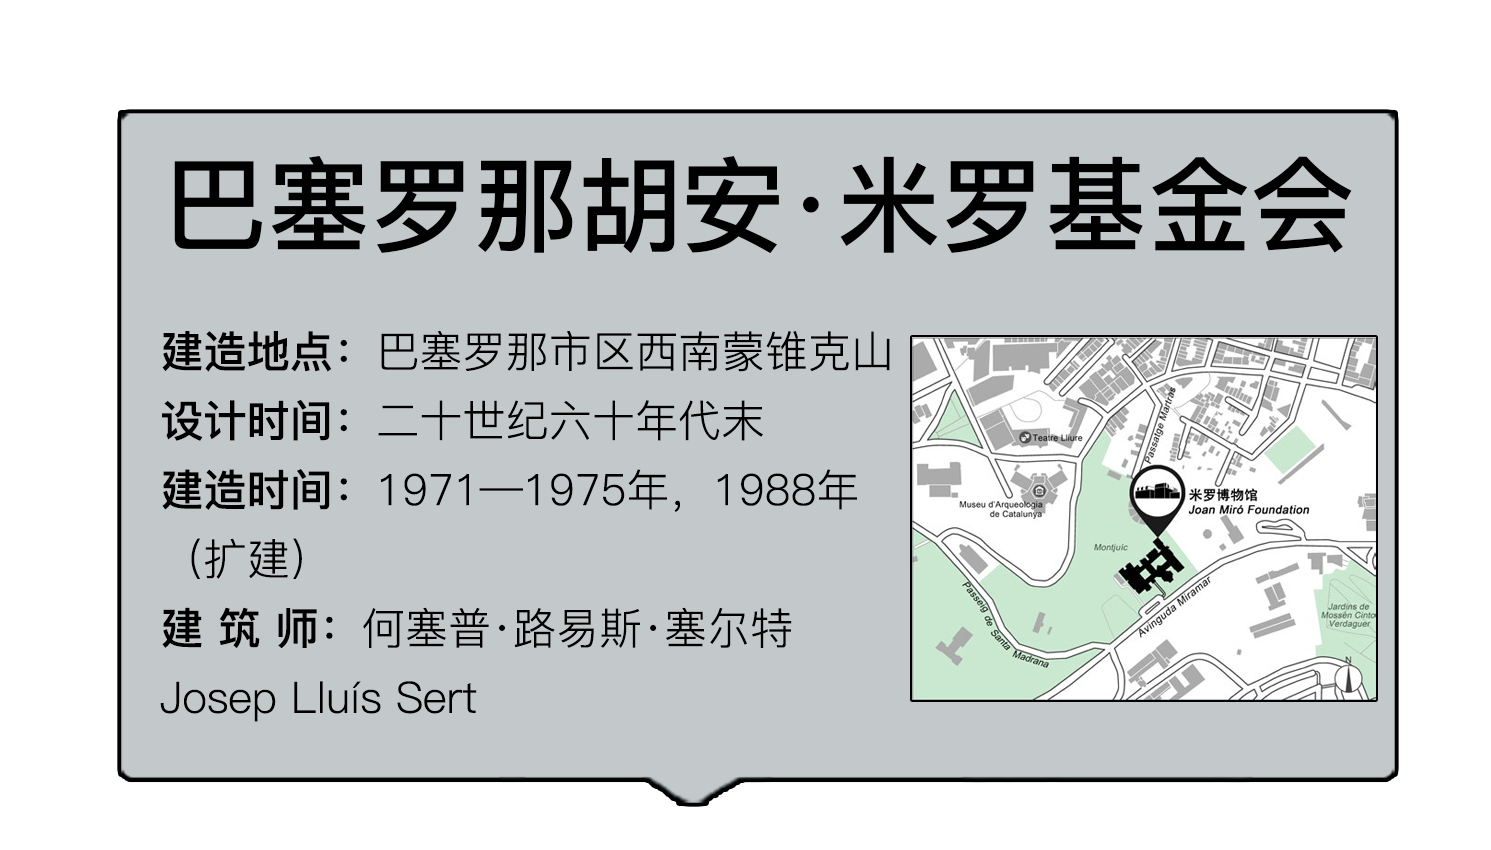 巴塞罗那胡安·米罗基金会
建造地点：巴塞罗那市区西南蒙锥克山
设计时间：二十世纪六十年代末
建造时间：1971—1975年，1988年
（扩建）
建 筑 师：何塞普·路易斯·塞尔特
Josep Lluís Sert
Passatge Martras
Teatre Lliure
米罗博物馆
Joan Miró Foundation
Museu d'Arqueologia
de Catalunya
Montjuïc
Passeig de Santa Madrana
Avinguda Miramar
Jardins de
Mossèn Cinto
Verdaguer
N